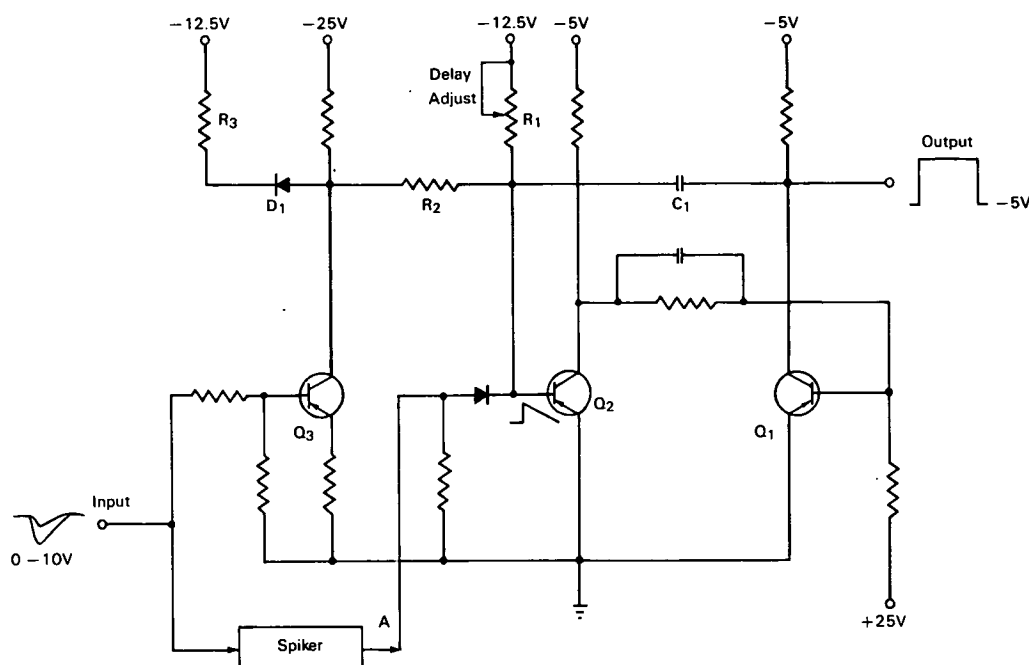 −12.5V
−25V
−12.5V
−5V
−5V
Delay
Adjust
R3
R1
Output
D1
R2
C1
−5V
Q3
Q2
Q1
Input
0 −10V
A
Spiker
+25V